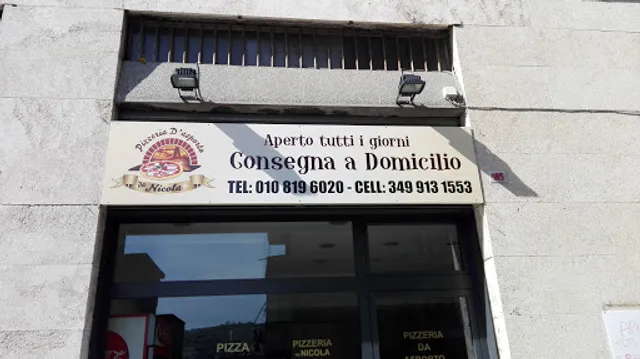 Pizzeria D'asporto
da Nicola
Aperto tutti i giorni
Consegna a Domicilio
TEL: 010 819 6020 - CELL: 349 913 1553
PIZZA
PIZZERIA
DA NICOLA
PIZZERIA
DA
ASPORTO